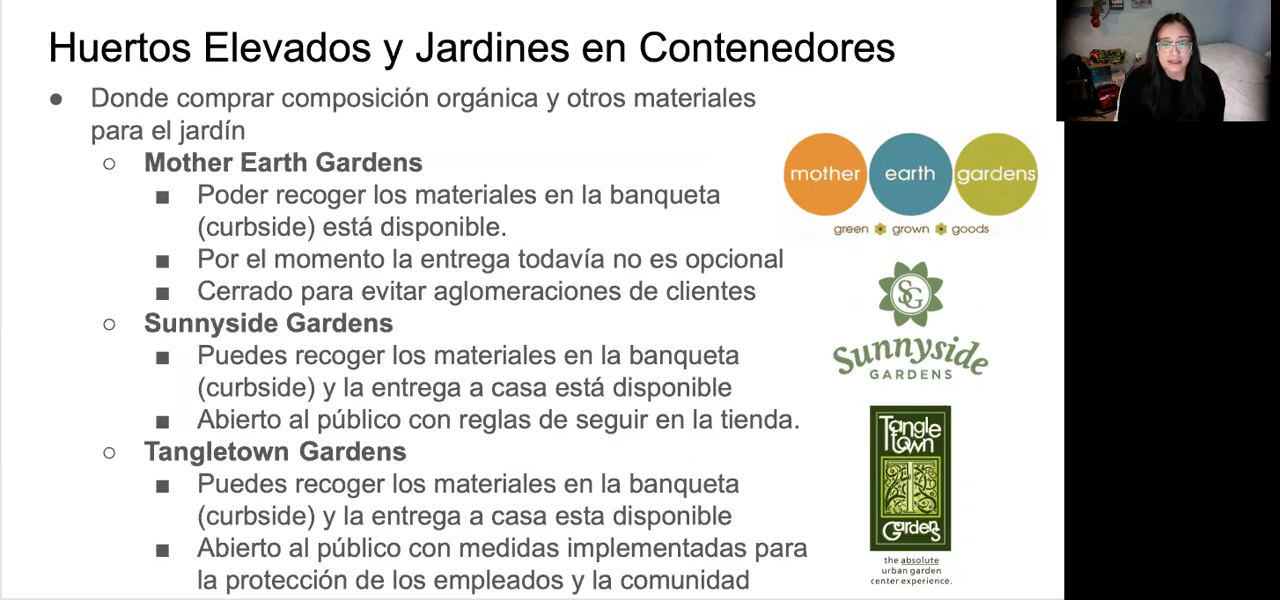 Huertos Elevados y Jardines en Contenedores
● Donde comprar composición orgánica y otros materiales
para el jardín
○ Mother Earth Gardens
■ Poder recoger los materiales en la banqueta
(curbside) está disponible.
■ Por el momento la entrega todavía no es opcional
■ Cerrado para evitar aglomeraciones de clientes
○ Sunnyside Gardens
■ Puedes recoger los materiales en la banqueta
(curbside) y la entrega a casa está disponible
■ Abierto al público con reglas de seguir en la tienda.
○ Tangletown Gardens
■ Puedes recoger los materiales en la banqueta
(curbside) y la entrega a casa esta disponible
■ Abierto al público con medidas implementadas para
la protección de los empleados y la comunidad
mother earth gardens
green grown goods
SG
Sunnyside
GARDENS
Tangle
town
T
Gardens
the absolute
urban garden
center experience.